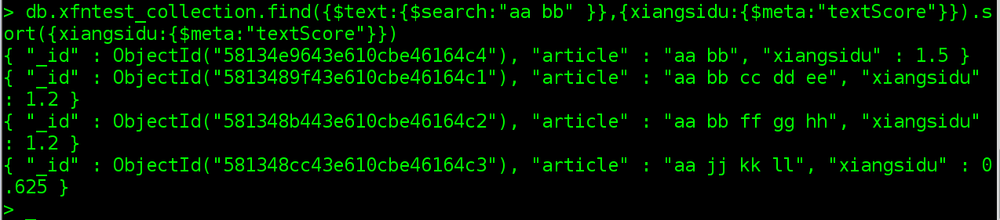 > db.xfntest_collection.find({$text:{$search:"aa bb" }},{xiangsidu:{$meta:"textScore"}}).s
ort({xiangsidu:{$meta:"textScore"}})
{ "_id" : ObjectId("58134e9643e610cbe46164c4"), "article" : "aa bb", "xiangsidu" : 1.5 }
{ "_id" : ObjectId("5813489f43e610cbe46164c1"), "article" : "aa bb cc dd ee", "xiangsidu"
: 1.2 }
{ "_id" : ObjectId("581348b443e610cbe46164c2"), "article" : "aa bb ff gg hh", "xiangsidu"
: 1.2 }
{ "_id" : ObjectId("581348cc43e610cbe46164c3"), "article" : "aa jj kk ll", "xiangsidu" : 0
.625 }
> _